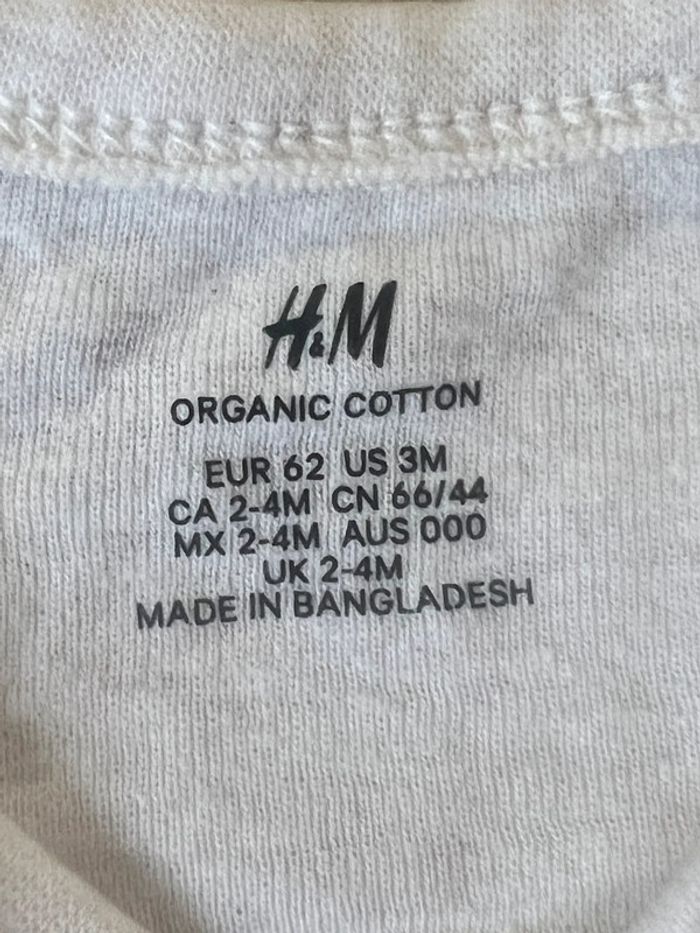 H&M
ORGANIC COTTON
EUR 62 US 3M
CA 2-4M CN 66/44
MX 2-4M AUS 000
UK 2-4M
MADE IN BANGLADESH